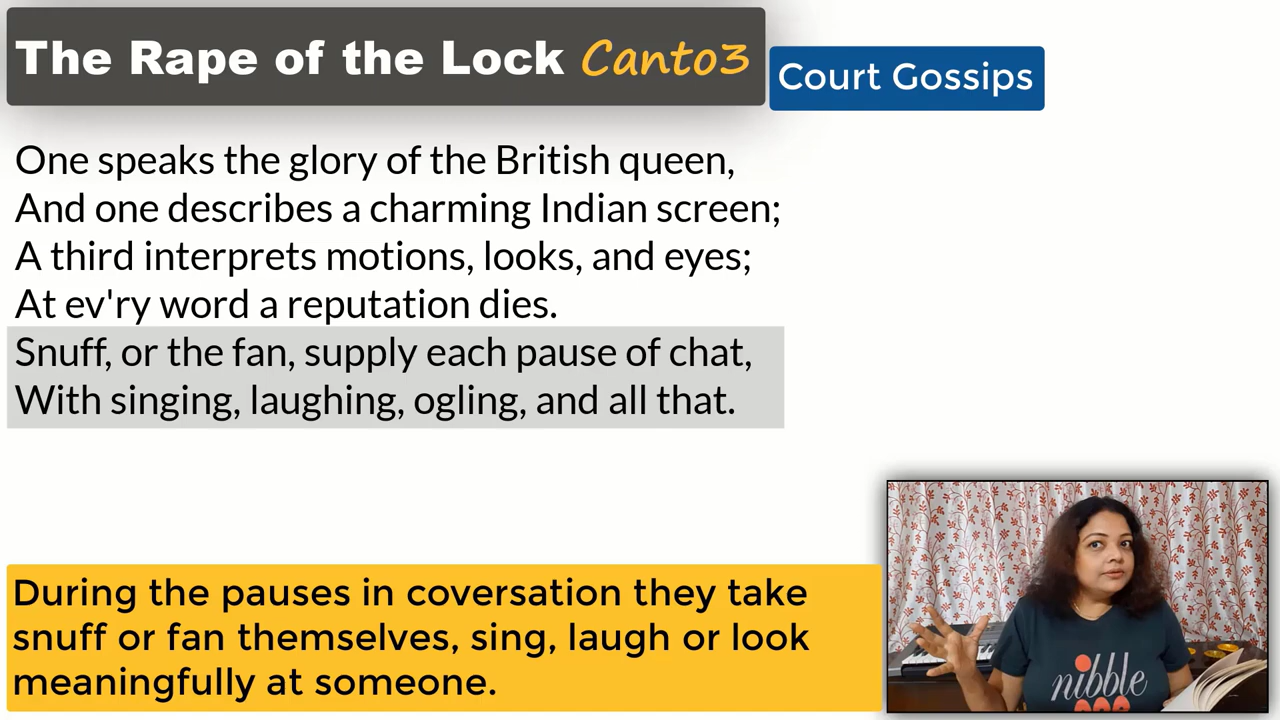 The Rape of the Lock Canto3
Court Gossips
One speaks the glory of the British queen,
And one describes a charming Indian screen;
A third interprets motions, looks, and eyes;
At ev'ry word a reputation dies.
Snuff, or the fan, supply each pause of chat,
With singing, laughing, ogling, and all that.
During the pauses in coversation they take
snuff or fan themselves, sing, laugh or look
meaningfully at someone.
nibble